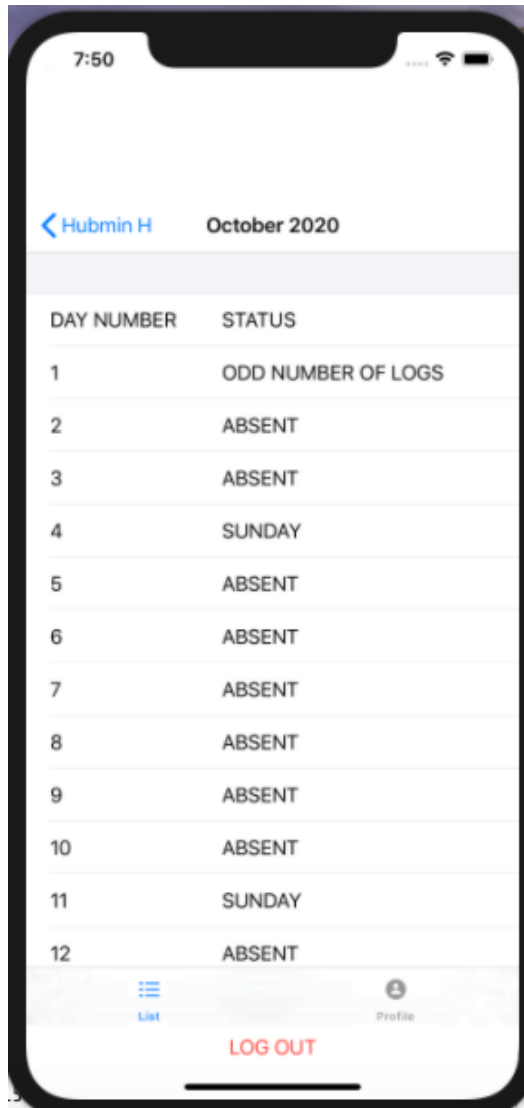 7:50
Hubmin H October 2020
DAY NUMBER STATUS
1 ODD NUMBER OF LOGS
2 ABSENT
3 ABSENT
4 SUNDAY
5 ABSENT
6 ABSENT
7 ABSENT
8 ABSENT
9 ABSENT
10 ABSENT
11 SUNDAY
12 ABSENT
List Profile
LOG OUT